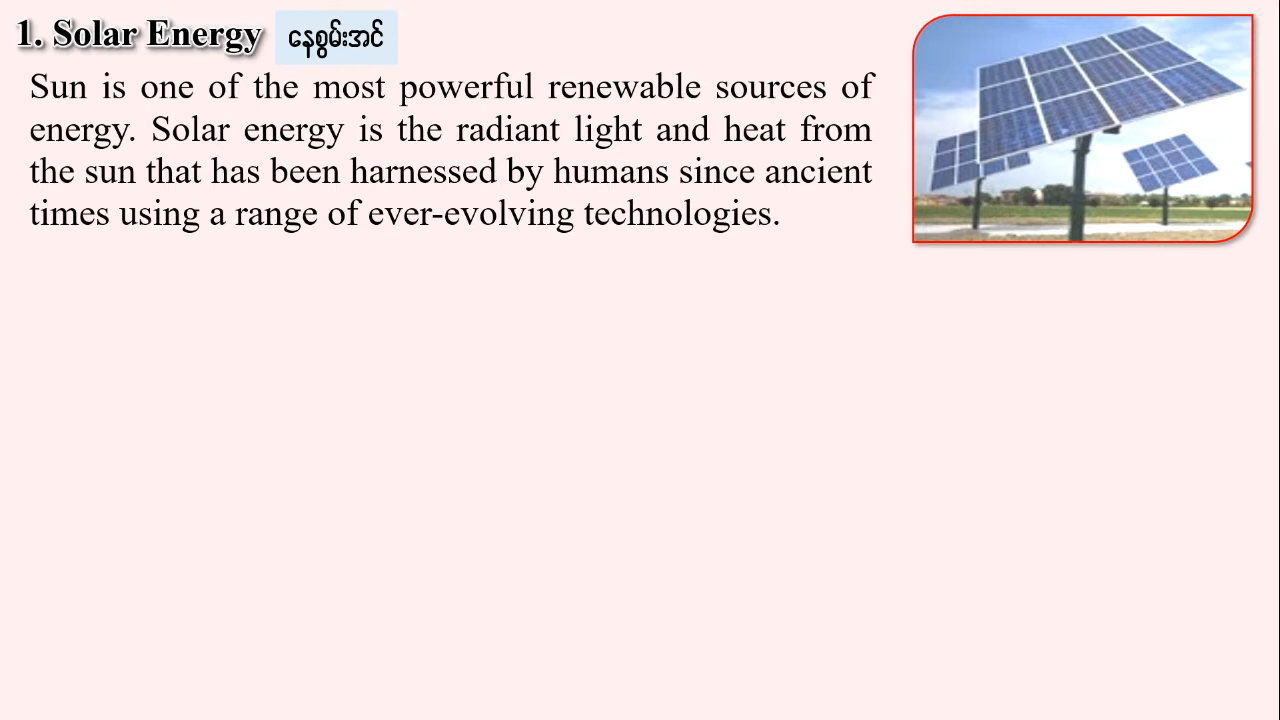 1. Solar Energy နေစွမ်းအင်
Sun is one of the most powerful renewable sources of
energy. Solar energy is the radiant light and heat from
the sun that has been harnessed by humans since ancient
times using a range of ever-evolving technologies.